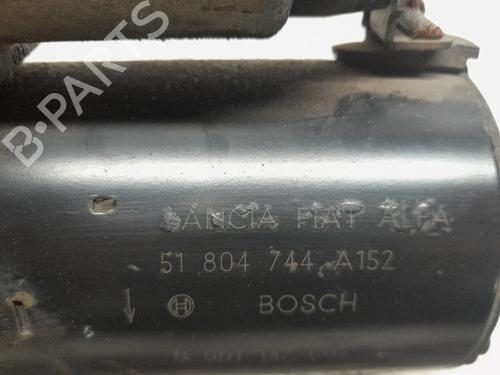 B-PARTS
LANCIA FIAT ALFA
51 804 744 A152
BOSCH